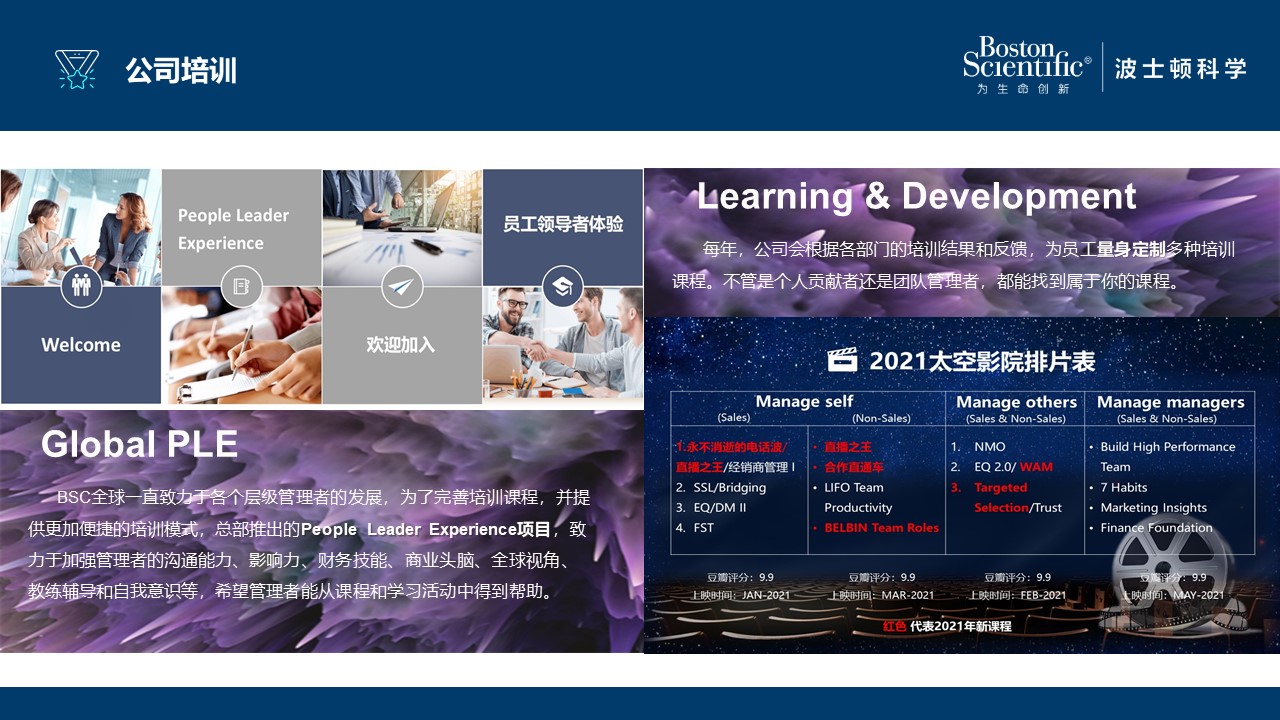 公司培训
Boston
Scientific®
为生命创新
波士顿科学
Welcome
People Leader
Experience
欢迎加入
员工领导者体验
Global PLE
BSC全球一直致力于各个层级管理者的发展，为了完善培训课程，并提
供更加便捷的培训模式，总部推出的People Leader Experience项目，致
力于加强管理者的沟通能力、影响力、财务技能、商业头脑、全球视角、
教练辅导和自我意识等，希望管理者能从课程和学习活动中得到帮助。
Learning & Development
每年，公司会根据各部门的培训结果和反馈，为员工量身定制多种培训
课程。不管是个人贡献者还是团队管理者，都能找到属于你的课程。
2021太空影院排片表
Manage self
(Sales)
(Non-Sales)
Manage others
(Sales & Non-Sales)
Manage managers
(Sales & Non-Sales)
1.永不消逝的电话波/
直播之王/经销商管理 I
2. SSL/Bridging
3. EQ/DM II
4. FST
• 直播之王
• 合作直通车
• LIFO Team
Productivity
• BELBIN Team Roles
1. NMO
2. EQ 2.0/ WAM
3. Targeted
Selection/Trust
• Build High Performance
Team
• 7 Habits
• Marketing Insights
• Finance Foundation
豆瓣评分：9.9
上映时间：JAN-2021
豆瓣评分：9.9
上映时间：MAR-2021
豆瓣评分：9.9
上映时间：FEB-2021
豆瓣评分：9.9
上映时间：MAY-2021
红色 代表2021年新课程